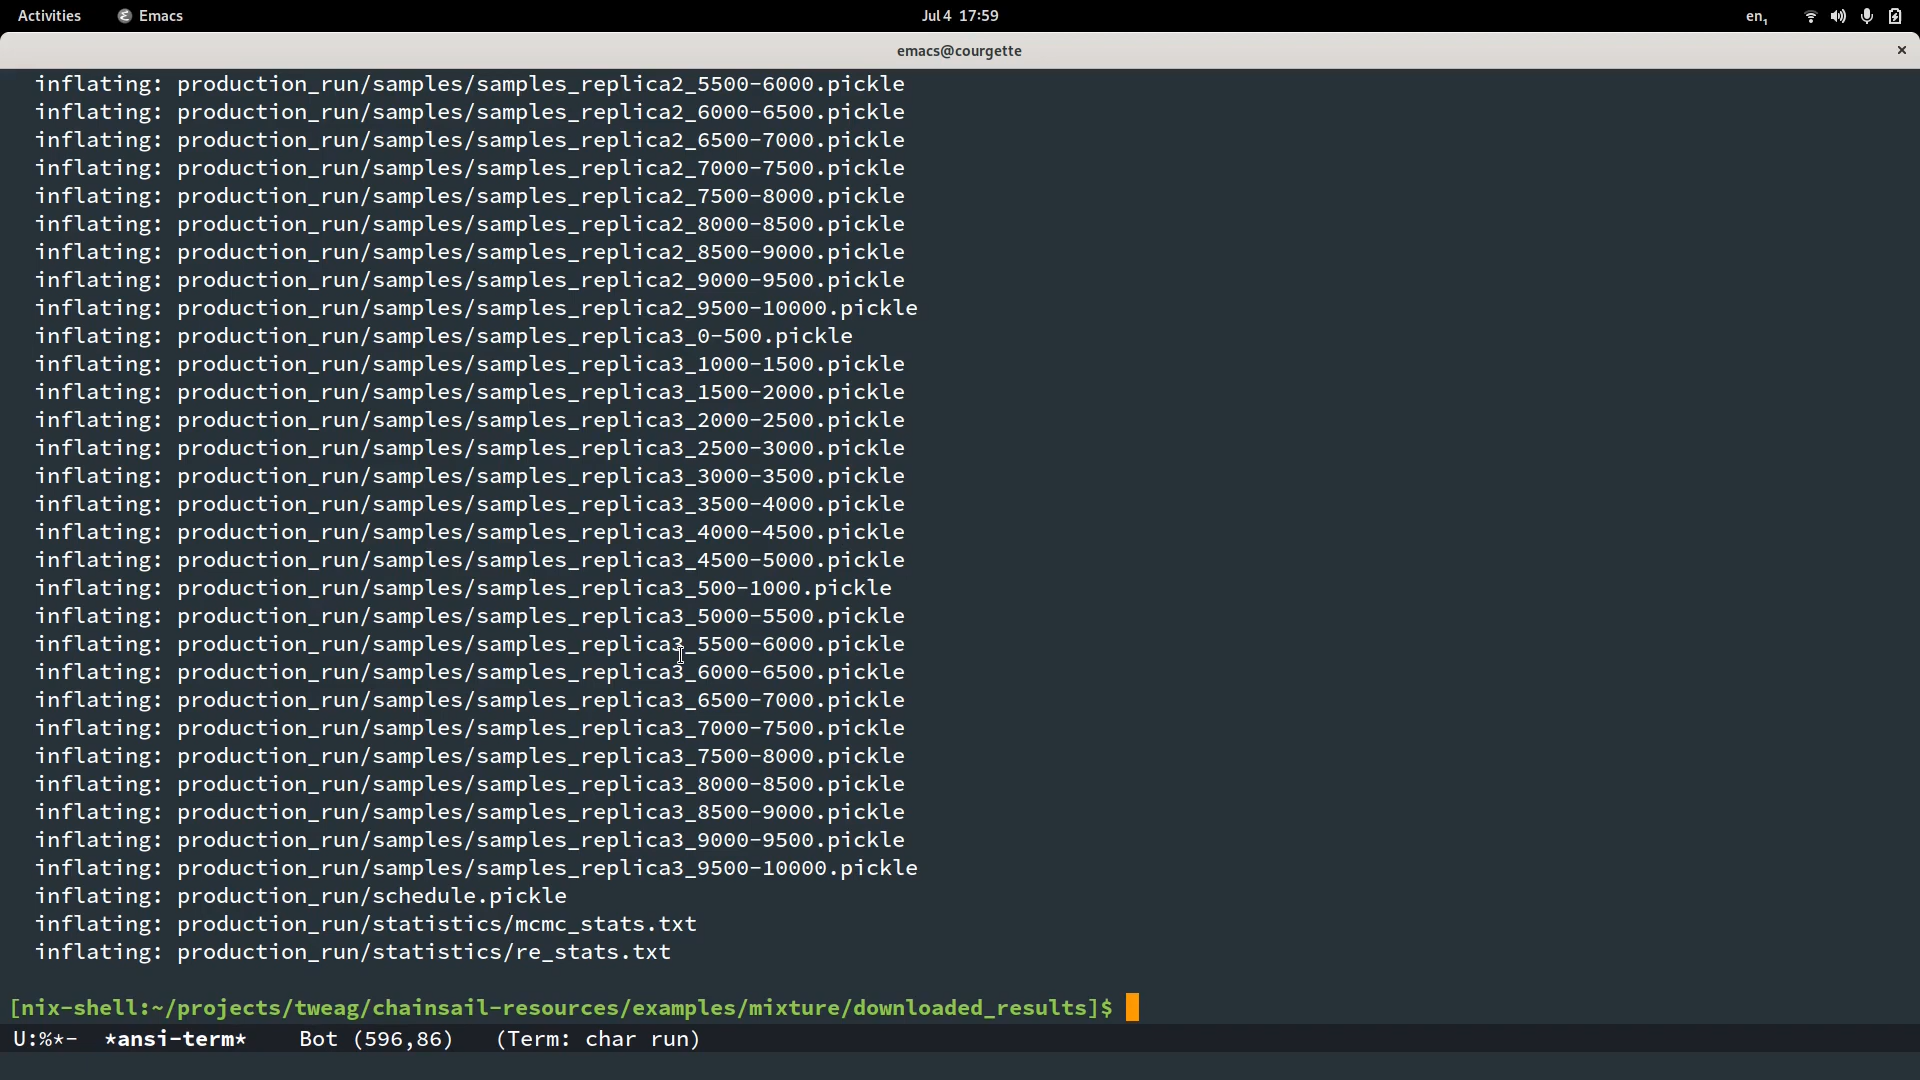 Activities Emacs Jul 4 17:59 en1
emacs@courgette ×
inflating: production_run/samples/samples_replica2_5500-6000.pickle
inflating: production_run/samples/samples_replica2_6000-6500.pickle
inflating: production_run/samples/samples_replica2_6500-7000.pickle
inflating: production_run/samples/samples_replica2_7000-7500.pickle
inflating: production_run/samples/samples_replica2_7500-8000.pickle
inflating: production_run/samples/samples_replica2_8000-8500.pickle
inflating: production_run/samples/samples_replica2_8500-9000.pickle
inflating: production_run/samples/samples_replica2_9000-9500.pickle
inflating: production_run/samples/samples_replica2_9500-10000.pickle
inflating: production_run/samples/samples_replica3_0-500.pickle
inflating: production_run/samples/samples_replica3_1000-1500.pickle
inflating: production_run/samples/samples_replica3_1500-2000.pickle
inflating: production_run/samples/samples_replica3_2000-2500.pickle
inflating: production_run/samples/samples_replica3_2500-3000.pickle
inflating: production_run/samples/samples_replica3_3000-3500.pickle
inflating: production_run/samples/samples_replica3_3500-4000.pickle
inflating: production_run/samples/samples_replica3_4000-4500.pickle
inflating: production_run/samples/samples_replica3_4500-5000.pickle
inflating: production_run/samples/samples_replica3_500-1000.pickle
inflating: production_run/samples/samples_replica3_5000-5500.pickle
inflating: production_run/samples/samples_replica3_5500-6000.pickle
inflating: production_run/samples/samples_replica3_6000-6500.pickle
inflating: production_run/samples/samples_replica3_6500-7000.pickle
inflating: production_run/samples/samples_replica3_7000-7500.pickle
inflating: production_run/samples/samples_replica3_7500-8000.pickle
inflating: production_run/samples/samples_replica3_8000-8500.pickle
inflating: production_run/samples/samples_replica3_8500-9000.pickle
inflating: production_run/samples/samples_replica3_9000-9500.pickle
inflating: production_run/samples/samples_replica3_9500-10000.pickle
inflating: production_run/schedule.pickle
inflating: production_run/statistics/mcmc_stats.txt
inflating: production_run/statistics/re_stats.txt
[nix-shell:~/projects/tweag/chainsail-resources/examples/mixture/downloaded_results]$
U:%*- *ansi-term* Bot (596,86) (Term: char run)